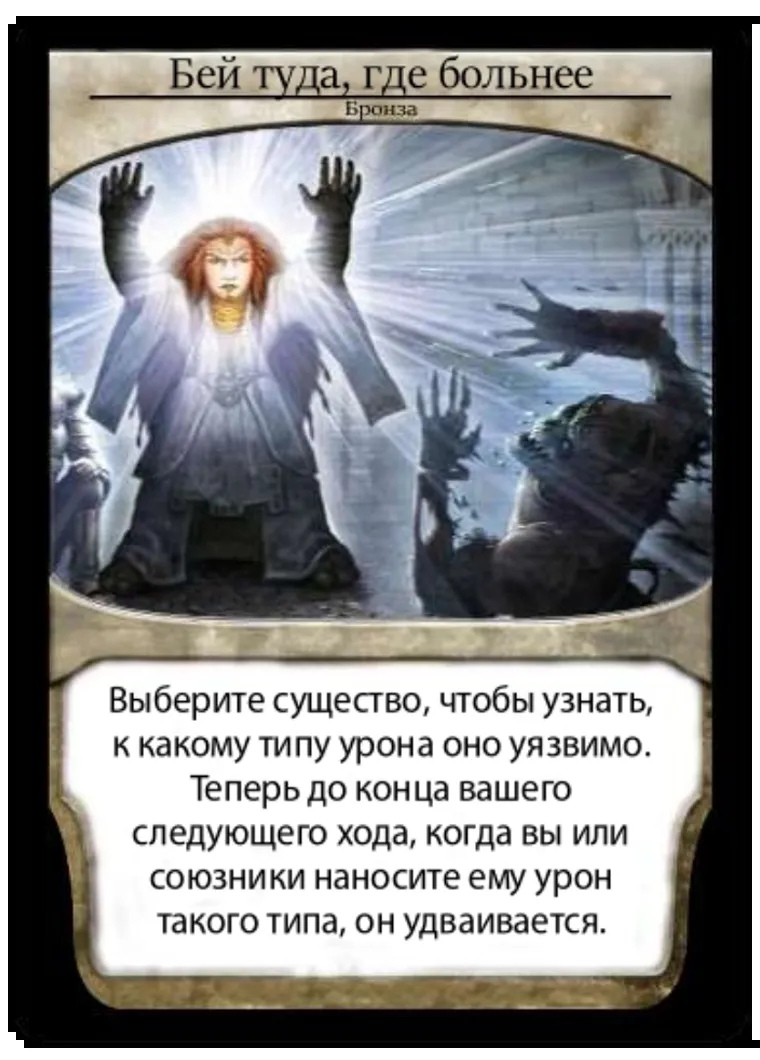 Бей туда, где больнее
Бронза
Выберите существо, чтобы узнать,
к какому типу урона оно уязвимо.
Теперь до конца вашего
следующего хода, когда вы или
союзники наносите ему урон
такого типа, он удваивается.